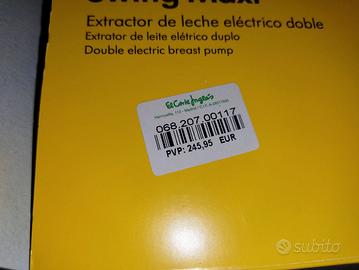 Swing Maxi
Extractor de leche eléctrico doble
Extrator de leite elétrico duplo
Double electric breast pump
El Corte Inglés
068.207.00117
PVP: 245,95 EUR
subito